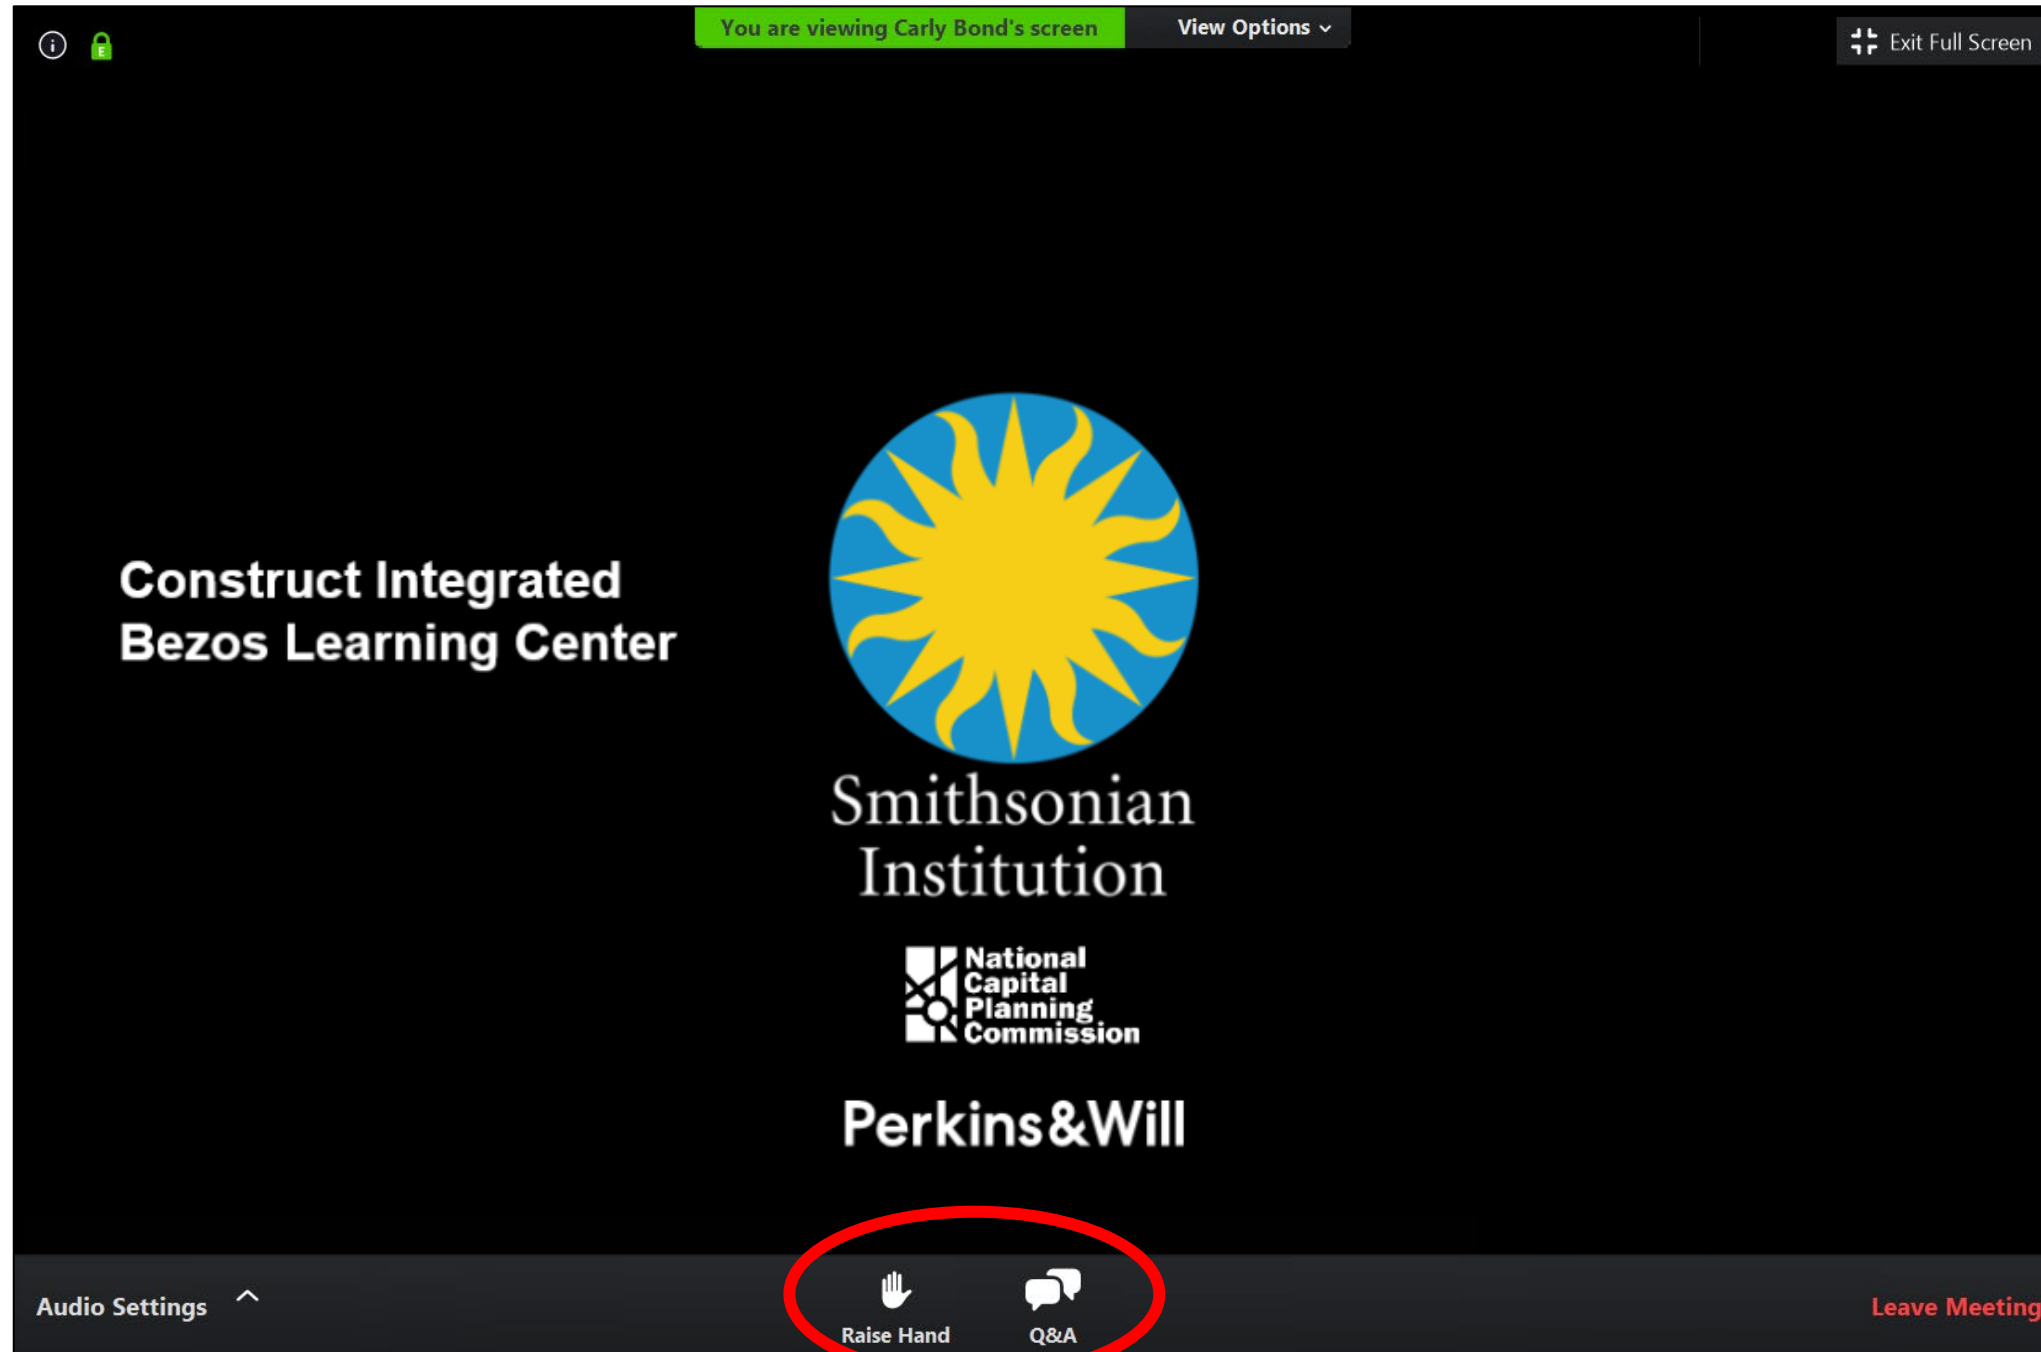 You are viewing Carly Bond's screen
View Options
Exit Full Screen
E
Construct Integrated
Bezos Learning Center
Smithsonian
Institution
National
Capital
Planning
Commission
Perkins&Will
Audio Settings
Raise Hand
Q&A
Leave Meeting